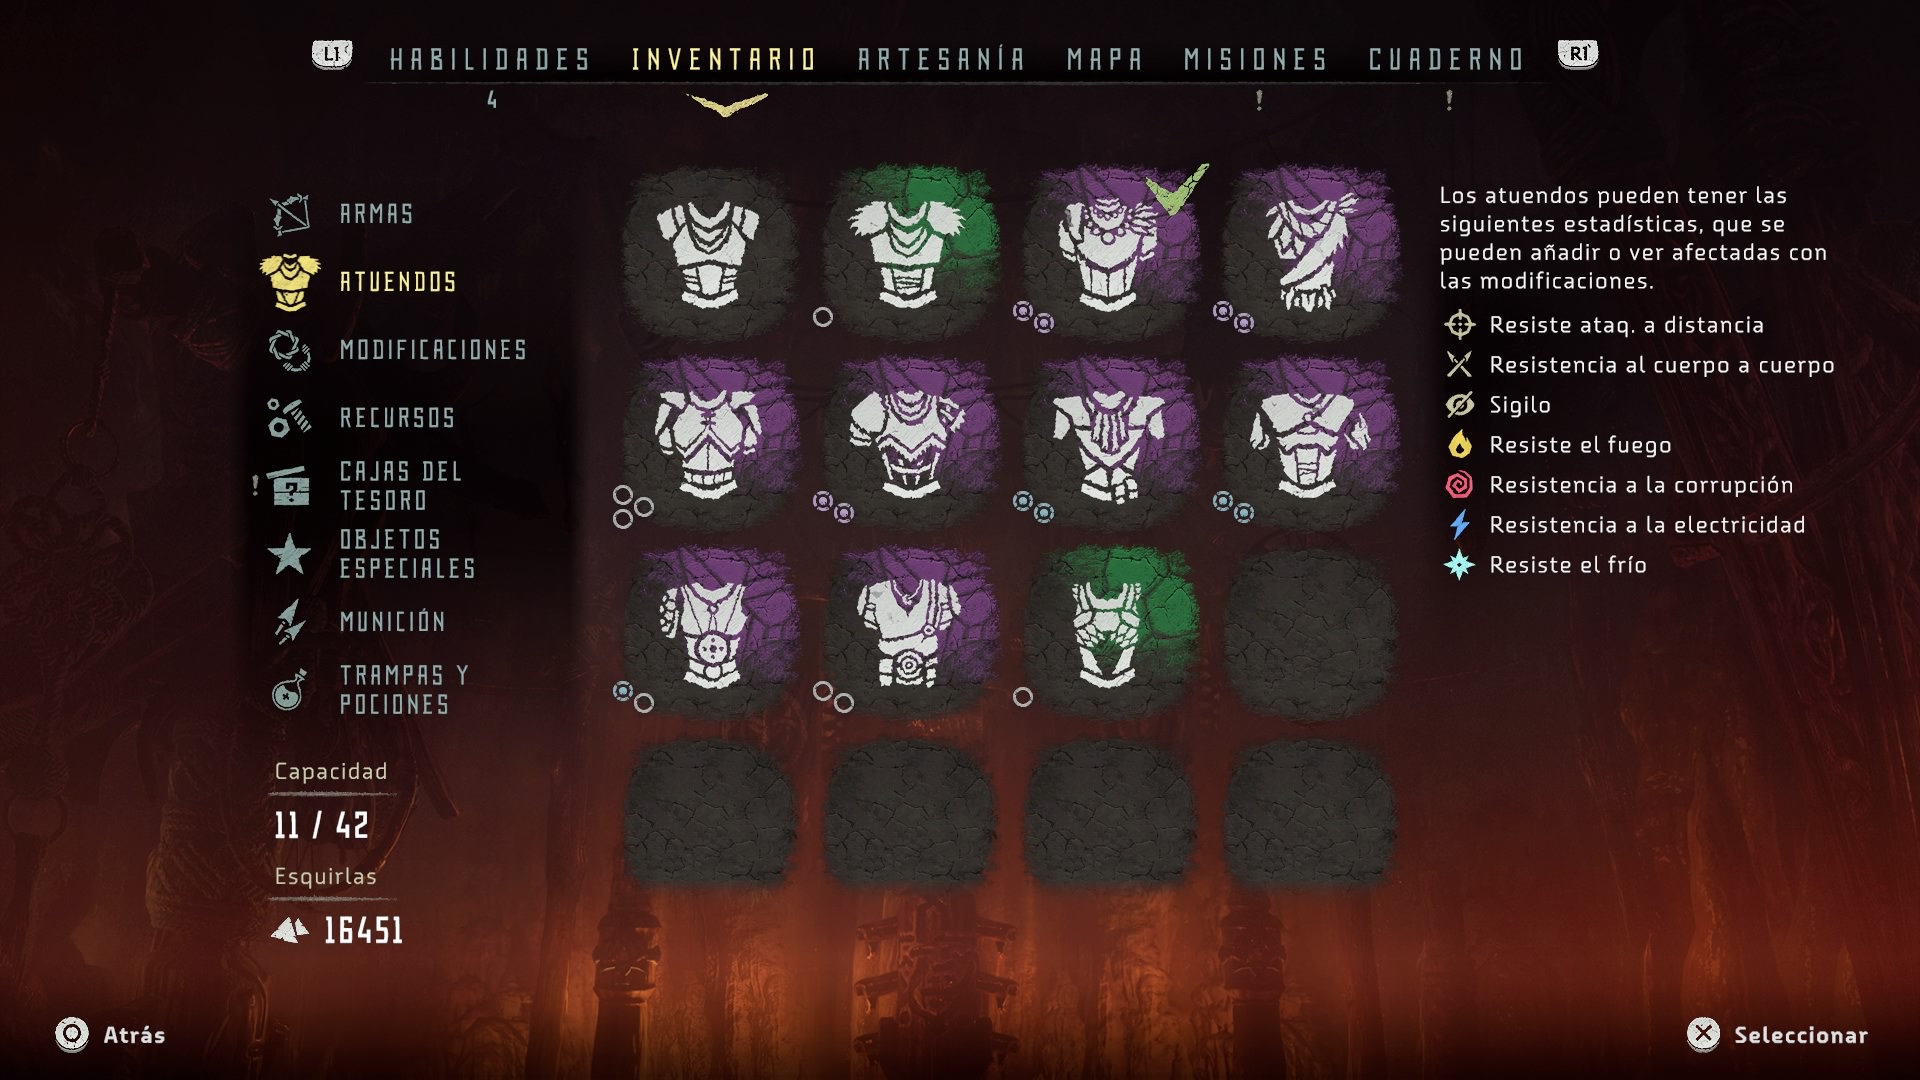 L1 HABILIDADES INVENTARIO ARTESANÍA MAPA MISIONES CUADERNO R1
4 ! !
ARMAS
ATUENDOS
MODIFICACIONES
RECURSOS
! ? CAJAS DEL
TESORO
OBJETOS
ESPECIALES
MUNICIÓN
TRAMPAS Y
POCIONES
Capacidad
11 / 42
Esquirlas
16451
Los atuendos pueden tener las
siguientes estadísticas, que se
pueden añadir o ver afectadas con
las modificaciones.
Resiste ataq. a distancia
Resistencia al cuerpo a cuerpo
Sigilo
Resiste el fuego
Resistencia a la corrupción
Resistencia a la electricidad
Resiste el frío
Atrás
Seleccionar